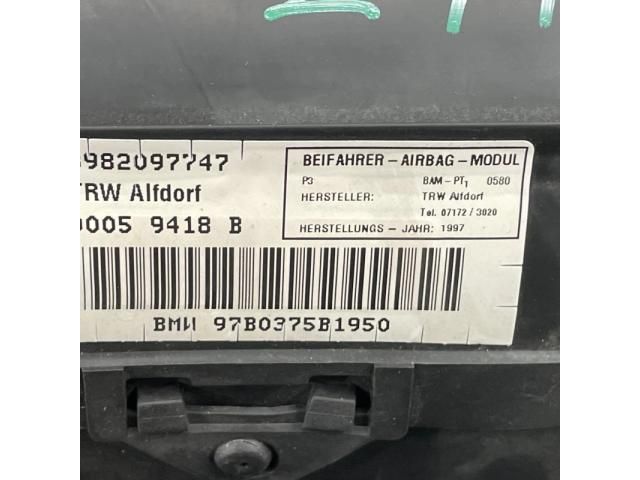 982097747
TRW Alfdorf
0005 9418 B
BMW 97B0375B1950
BEIFAHRER-AIRBAG-MODUL
P3 BAM-PT1 0580
HERSTELLER: TRW Alfdorf
Tel. 07172/3020
HERSTELLUNGS-JAHR: 1997